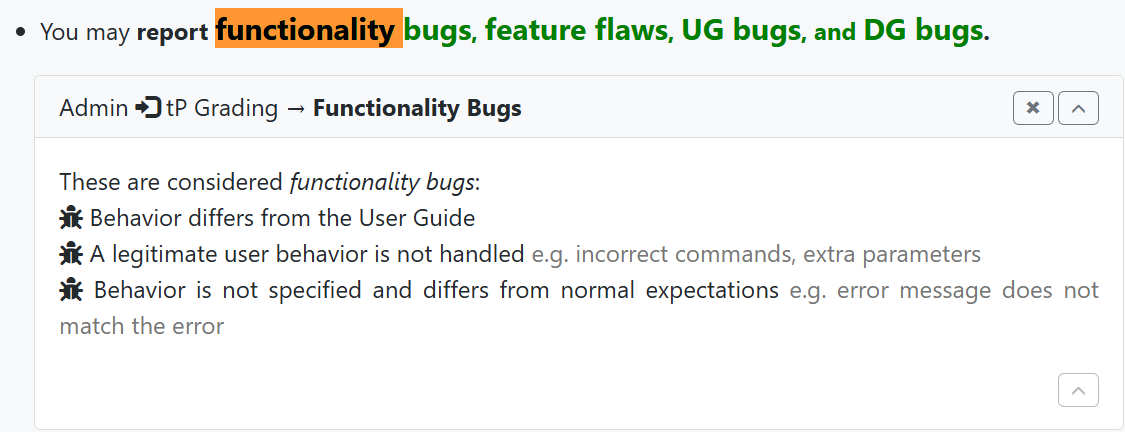 You may report functionality bugs, feature flaws, UG bugs, and DG bugs.
Admin tP Grading → Functionality Bugs
These are considered functionality bugs:
Behavior differs from the User Guide
A legitimate user behavior is not handled e.g. incorrect commands, extra parameters
Behavior is not specified and differs from normal expectations e.g. error message does not
match the error